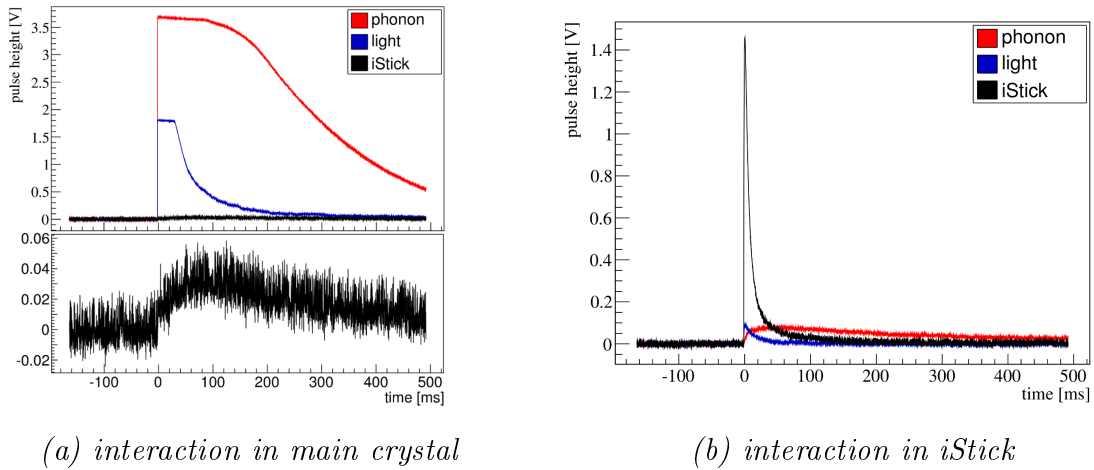 pulse height [V]
3.5
3
2.5
2
1.5
1
0.5
0
phonon
light
iStick
0.06
0.04
0.02
0
-0.02
-100 0 100 200 300 400 500
time [ms]
(a) interaction in main crystal
pulse height [V]
1.4
1.2
1
0.8
0.6
0.4
0.2
0
phonon
light
iStick
-100 0 100 200 300 400 500
time [ms]
(b) interaction in iStick